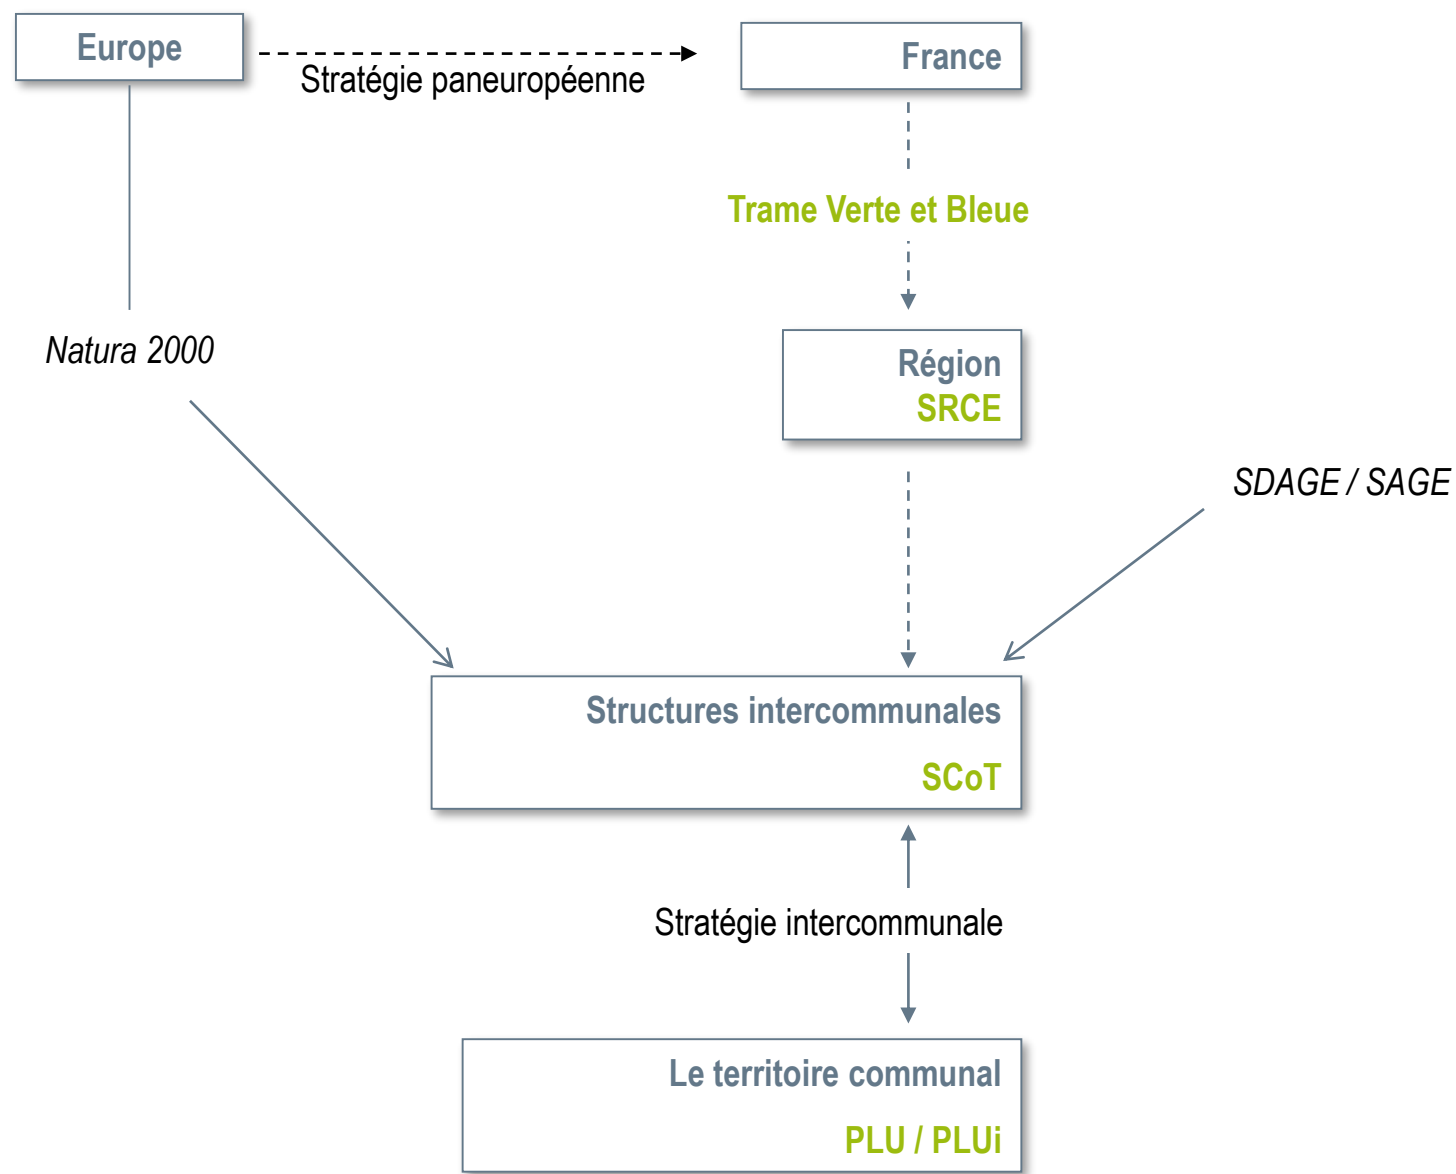 Europe
Stratégie paneuropéenne
France
Trame Verte et Bleue
Natura 2000
Région
SRCE
SDAGE / SAGE
Structures intercommunales
SCoT
Stratégie intercommunale
Le territoire communal
PLU / PLUi